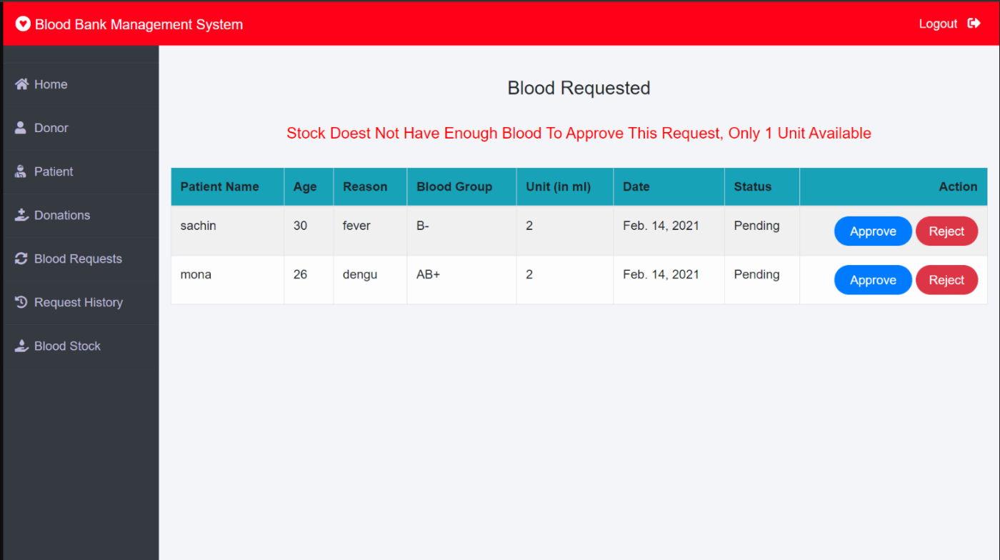 Blood Bank Management System
Logout
Home
Donor
Patient
Donations
Blood Requests
Request History
Blood Stock
Blood Requested
Stock Doest Not Have Enough Blood To Approve This Request, Only 1 Unit Available
Patient Name Age Reason Blood Group Unit (in ml) Date Status Action
sachin 30 fever B- 2 Feb. 14, 2021 Pending Approve Reject
mona 26 dengu AB+ 2 Feb. 14, 2021 Pending Approve Reject